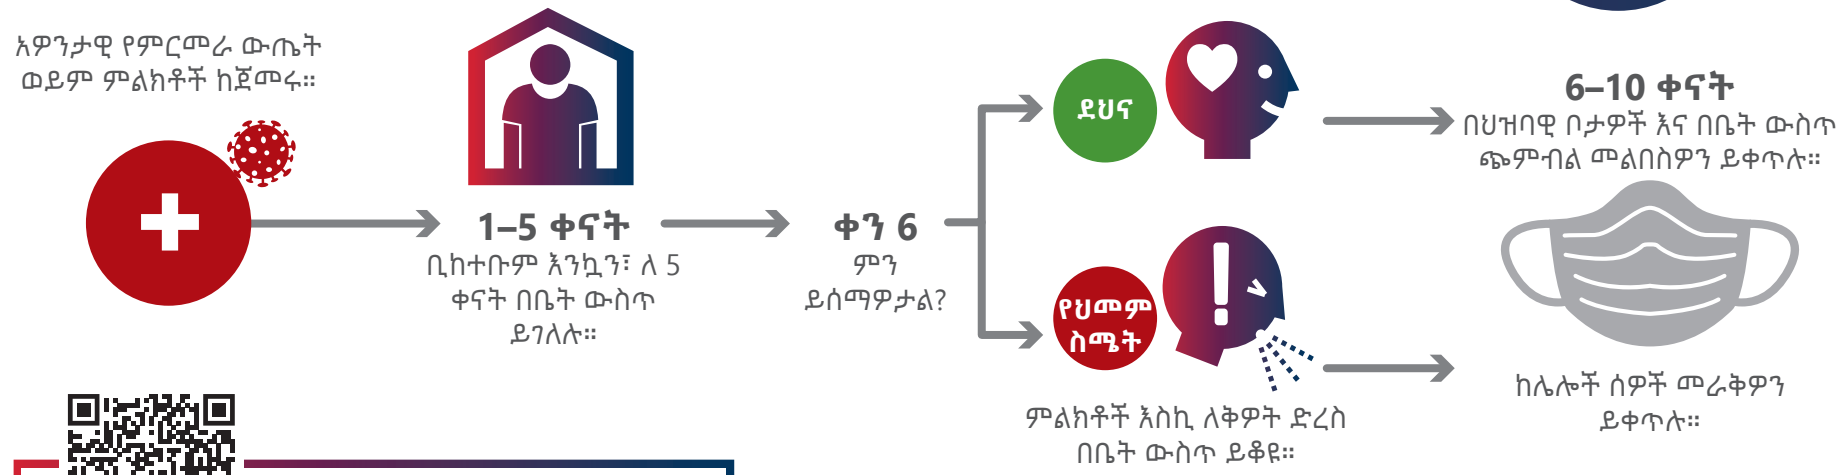 አዎንታዊ የምርመራ ውጤት
ወይም ምልክቶች ከጀመሩ።
1–5 ቀናት
ቢከተቡም እንኳን፣ ለ 5
ቀናት በቤት ውስጥ
ይገለሉ።
ቀን 6
ምን
ይሰማዎታል?
ደህና
6–10 ቀናት
በህዝባዊ ቦታዎች እና በቤት ውስጥ
ጭምብል መልበስዎን ይቀጥሉ።
የህመም
ስሜት
ምልክቶች እስኪ ለቅዎት ድረስ
በቤት ውስጥ ይቆዩ።
ከሌሎች ሰዎች መራቅዎን
ይቀጥሉ።